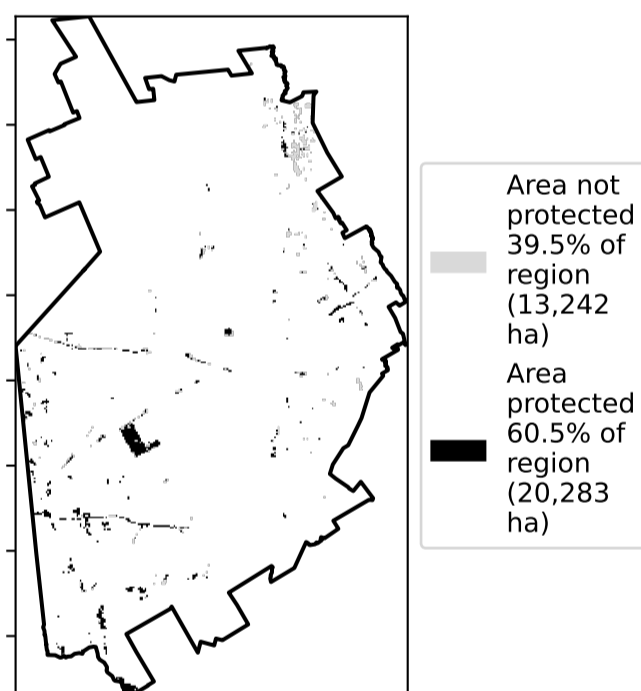 Area not
protected
39.5% of
region
(13,242
ha)
Area
protected
60.5% of
region
(20,283
ha)